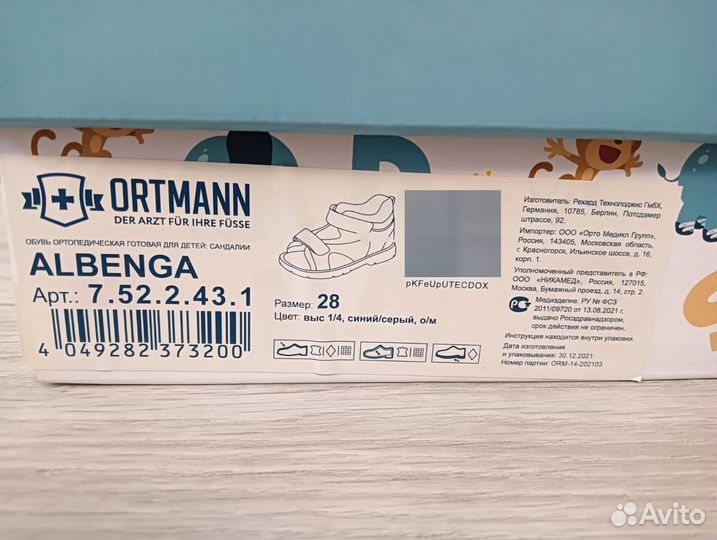 ORTMANN
DER ARZT FÜR IHRE FÜSSE
ОБУВЬ ОРТОПЕДИЧЕСКАЯ ГОТОВАЯ ДЛЯ ДЕТЕЙ: САНДАЛИИ
ALBENGA
Арт.: 7.52.2.43.1
4 049282 373200
Размер: 28
Цвет: выс 1/4, синий/серый, о/м
pKFeUpUTECDOX
Изготовитель: Рехард Технолоджис ГмбХ,
Германия, 10785, Берлин, Потсдамер
штрассе, 92.
Импортер: ООО «Орто Медикл Групп»,
Россия, 143405, Московская область,
г. Красногорск, Ильинское шоссе, д. 16,
корп. 1.
Уполномоченный представитель в РФ:
ООО «НИКАМЕД», Россия, 127015,
Москва, Бумажный проезд, д. 14, стр. 2.
Медизделие. РУ № ФСЗ
2011/09720 от 13.08.2021 г.
выдано Росздравнадзором,
срок действия не ограничен.
Инструкция находится внутри упаковки.
Дата изготовления
и упаковывания: 30.12.2021
Номер партии: ORM-14-202103
Avito